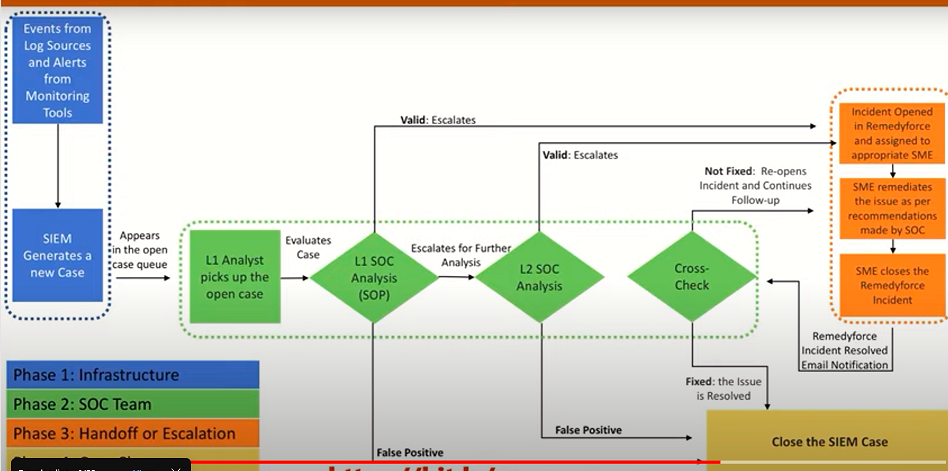 Events from
Log Sources
and Alerts
from
Monitoring
Tools
SIEM
Generates a
new Case
Appears
in the open
case queue
L1 Analyst
picks up the
open case
Evaluates
Case
L1 SOC
Analysis
(SOP)
Escalates for Further
Analysis
L2 SOC
Analysis
Cross-
Check
Valid: Escalates
Valid: Escalates
Not Fixed: Re-opens
Incident and Continues
Follow-up
Incident Opened
in Remedyforce
and assigned to
appropriate SME
SME remediates
the issue as per
recommendations
made by SOC
SME closes the
Remedyforce
Incident
Remedyforce
Incident Resolved
Email Notification
Fixed: the Issue
is Resolved
False Positive
False Positive
Close the SIEM Case
Phase 1: Infrastructure
Phase 2: SOC Team
Phase 3: Handoff or Escalation